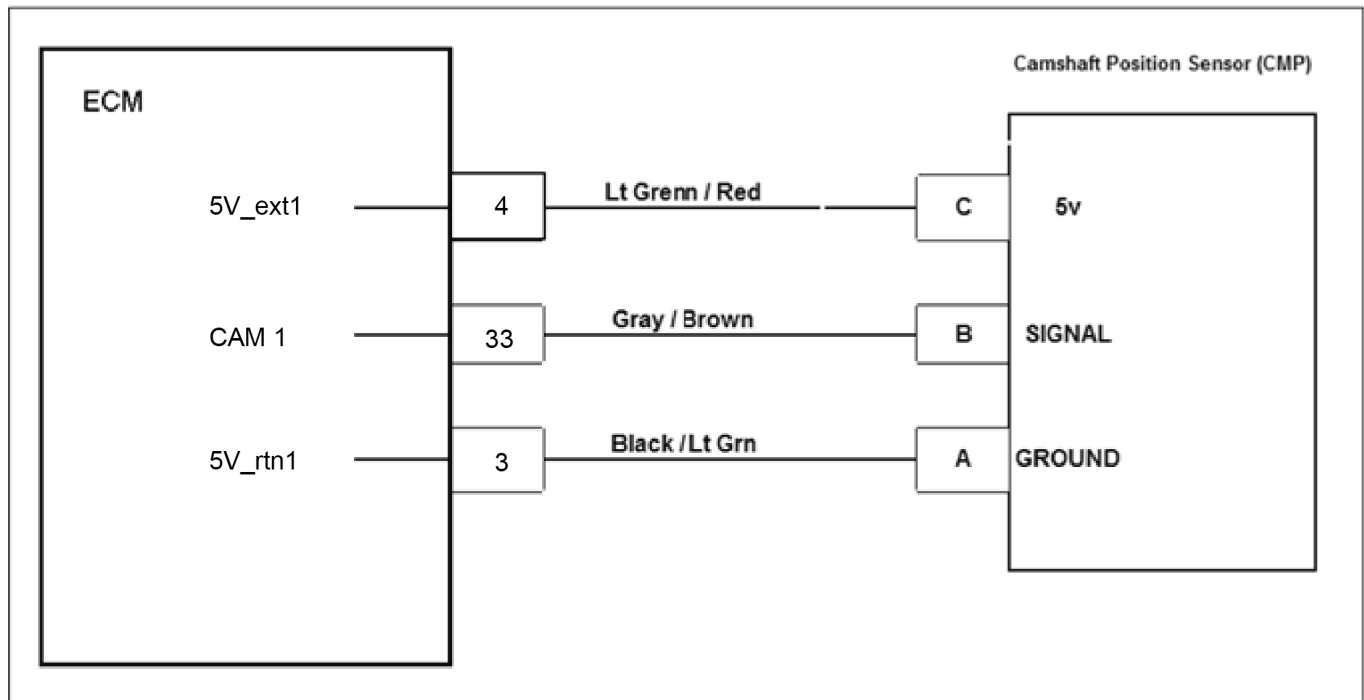 Camshaft Position Sensor (CMP)
ECM
5V_ext1 4 Lt Grenn / Red C 5v
CAM 1 33 Gray / Brown B SIGNAL
5V_rtn1 3 Black / Lt Grn A GROUND